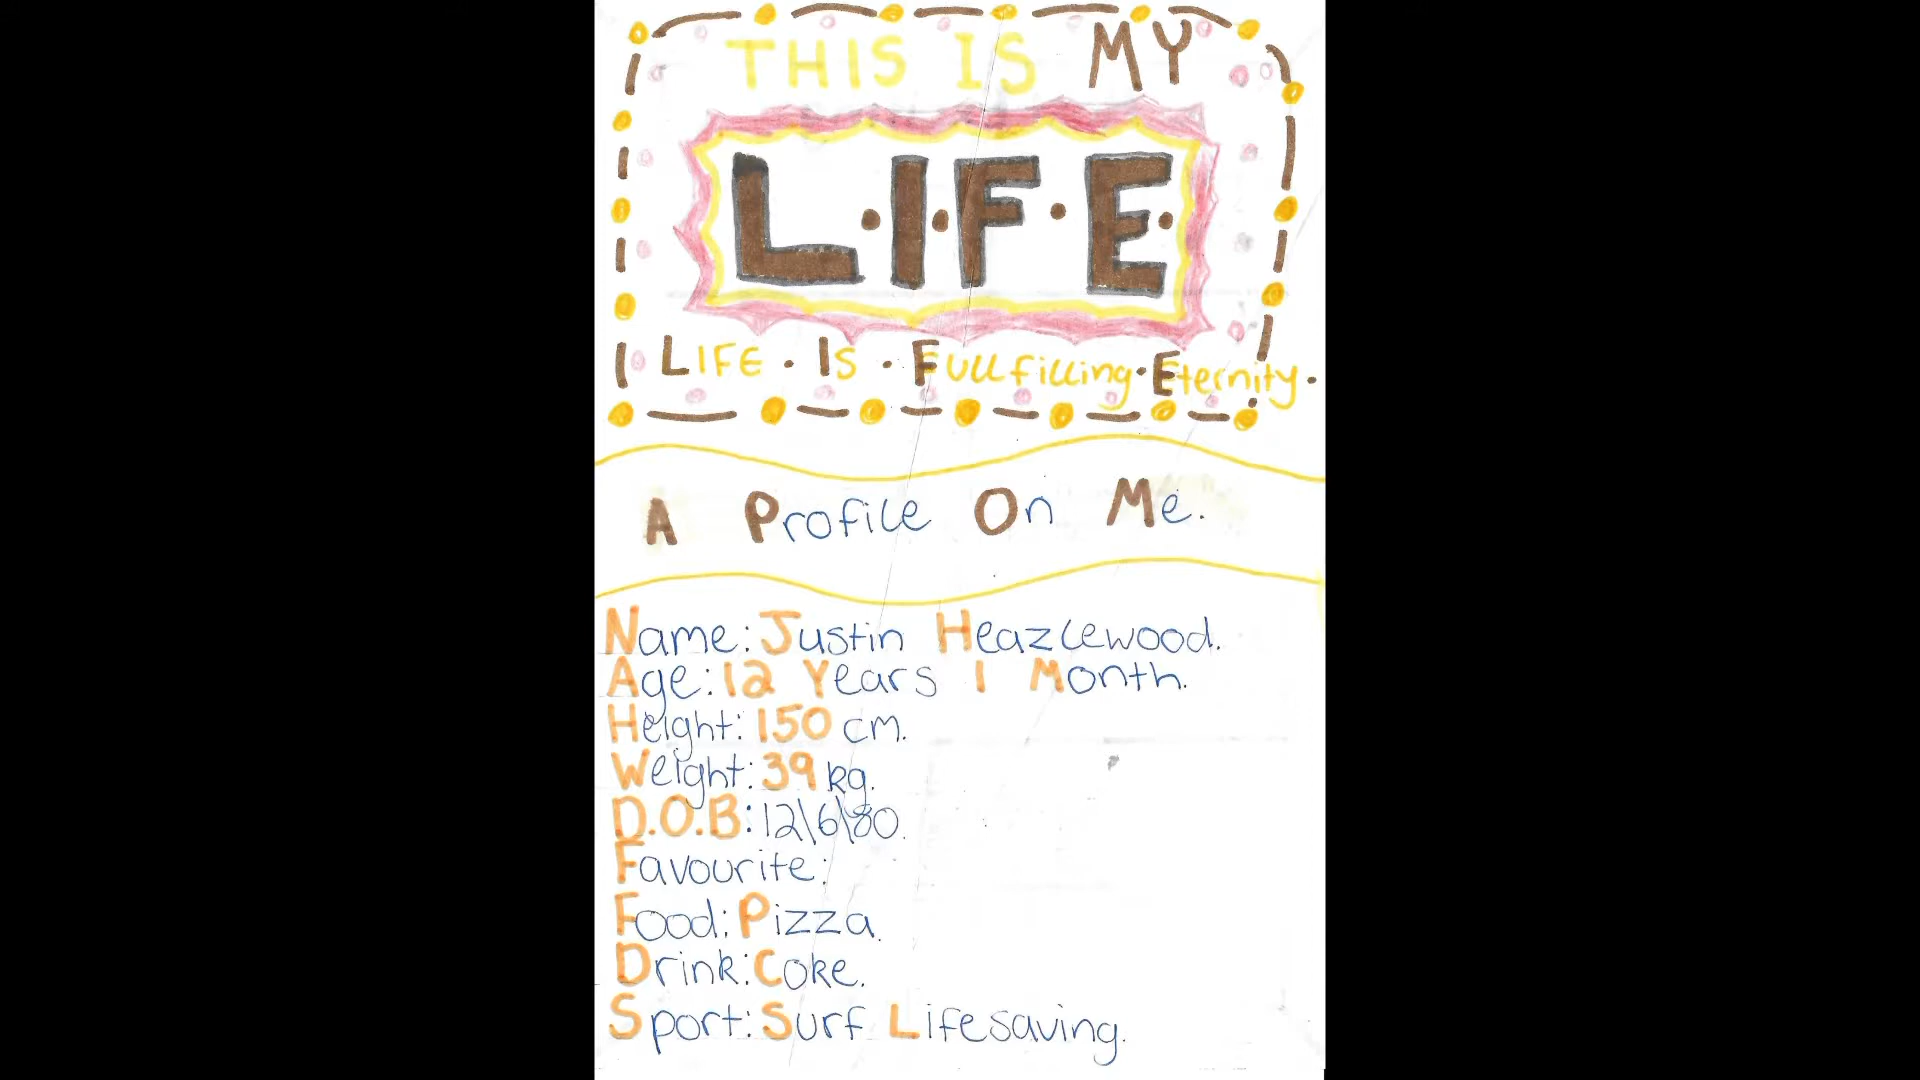 THIS IS MY
L.I.F.E.
LIFE . IS . Fullfilling . Eternity.
A Profile On Me.
Name: Justin Heazlewood.
Age: 12 Years 1 Month.
Height: 150 cm.
Weight: 39 kg.
D.O.B: 12\6\80.
Favourite:
Food: Pizza.
Drink: Coke.
Sport: Surf Lifesaving.